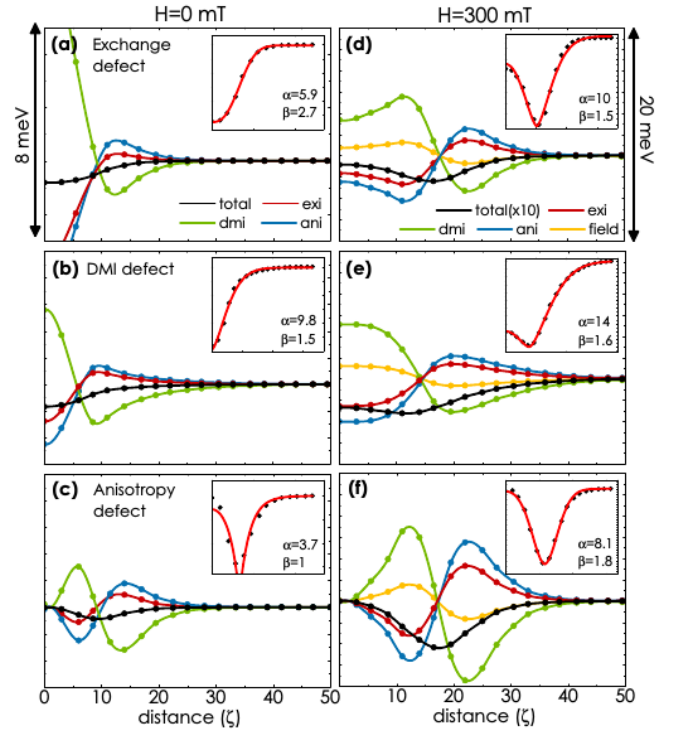 H=0 mT
H=300 mT
(a) Exchange
defect
α=5.9
β=2.7
8 meV
total exi
dmi ani
(d)
α=10
β=1.5
20 meV
total(x10) exi
dmi ani field
(b) DMI defect
α=9.8
β=1.5
(e)
α=14
β=1.6
(c) Anisotropy
defect
α=3.7
β=1
(f)
α=8.1
β=1.8
0 10 20 30 40 50
10 20 30 40 50
distance (ζ)
distance (ζ)